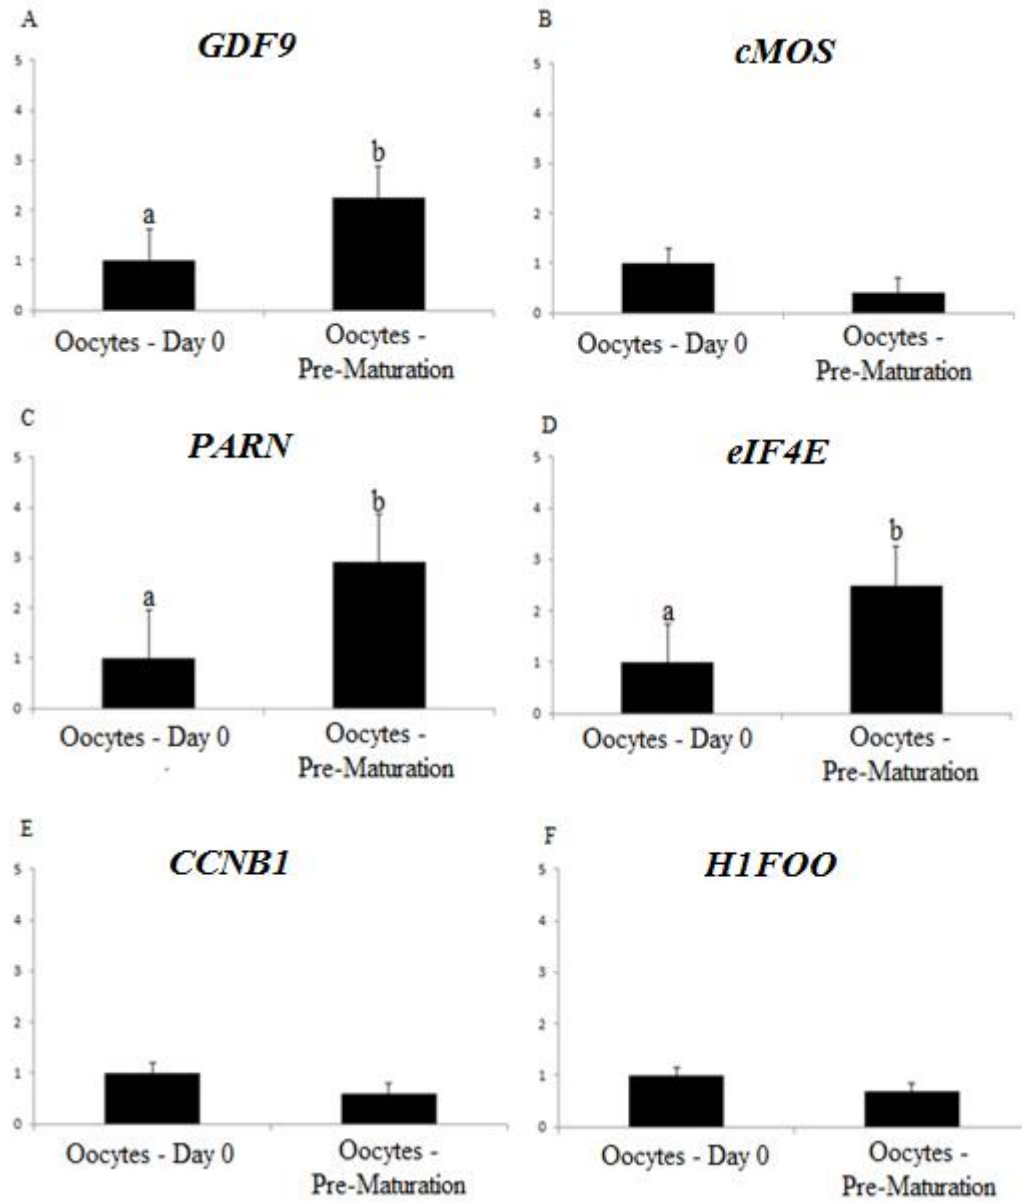 A
GDF9
5
4
3
2
1
0
a
b
Oocytes - Day 0
Oocytes -
Pre-Maturation
B
cMOS
5
4
3
2
1
0
Oocytes - Day 0
Oocytes -
Pre-Maturation
C
PARN
5
4
3
2
1
0
a
b
Oocytes - Day 0
Oocytes -
Pre-Maturation
D
eIF4E
5
4
3
2
1
0
a
b
Oocytes - Day 0
Oocytes -
Pre-Maturation
E
CCNB1
5
4
3
2
1
0
Oocytes - Day 0
Oocytes -
Pre-Maturation
F
H1FOO
5
4
3
2
1
0
Oocytes - Day 0
Oocytes -
Pre-Maturation